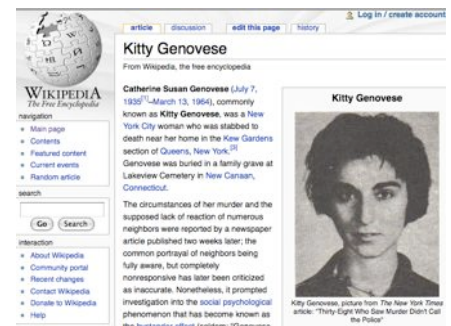 Log in / create account
article
discussion
edit this page
history
Kitty Genovese
From Wikipedia, the free encyclopedia
WIKIPEDIA
The Free Encyclopedia
navigation
Main page
Contents
Featured content
Current events
Random article
search
Go
Search
interaction
About Wikipedia
Community portal
Recent changes
Contact Wikipedia
Donate to Wikipedia
Help
Catherine Susan Genovese (July 7,
1935[1]–March 13, 1964), commonly
known as Kitty Genovese, was a New
York City woman who was stabbed to
death near her home in the Kew Gardens
section of Queens, New York.
Genovese was buried in a family grave at
Lakeview Cemetery in New Canaan,
Connecticut.
The circumstances of her murder and the
supposed lack of reaction of numerous
neighbors were reported by a newspaper
article published two weeks later; the
common portrayal of neighbors being
fully aware, but completely
nonresponsive has later been criticized
as inaccurate. Nonetheless, it prompted
investigation into the social psychological
phenomenon that has become known as
the bystander effect
Kitty Genovese
Kitty Genovese, picture from The New York Times
article: "Thirty-Eight Who Saw Murder Didn't Call
the Police"